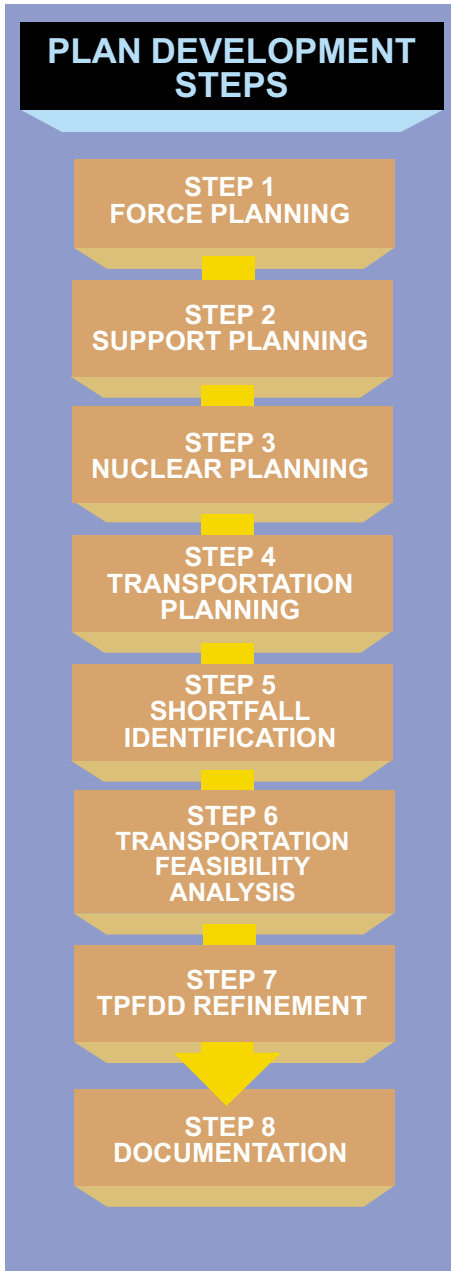 PLAN DEVELOPMENT
STEPS
STEP 1
FORCE PLANNING
STEP 2
SUPPORT PLANNING
STEP 3
NUCLEAR PLANNING
STEP 4
TRANSPORTATION
PLANNING
STEP 5
SHORTFALL
IDENTIFICATION
STEP 6
TRANSPORTATION
FEASIBILITY
ANALYSIS
STEP 7
TPFDD REFINEMENT
STEP 8
DOCUMENTATION